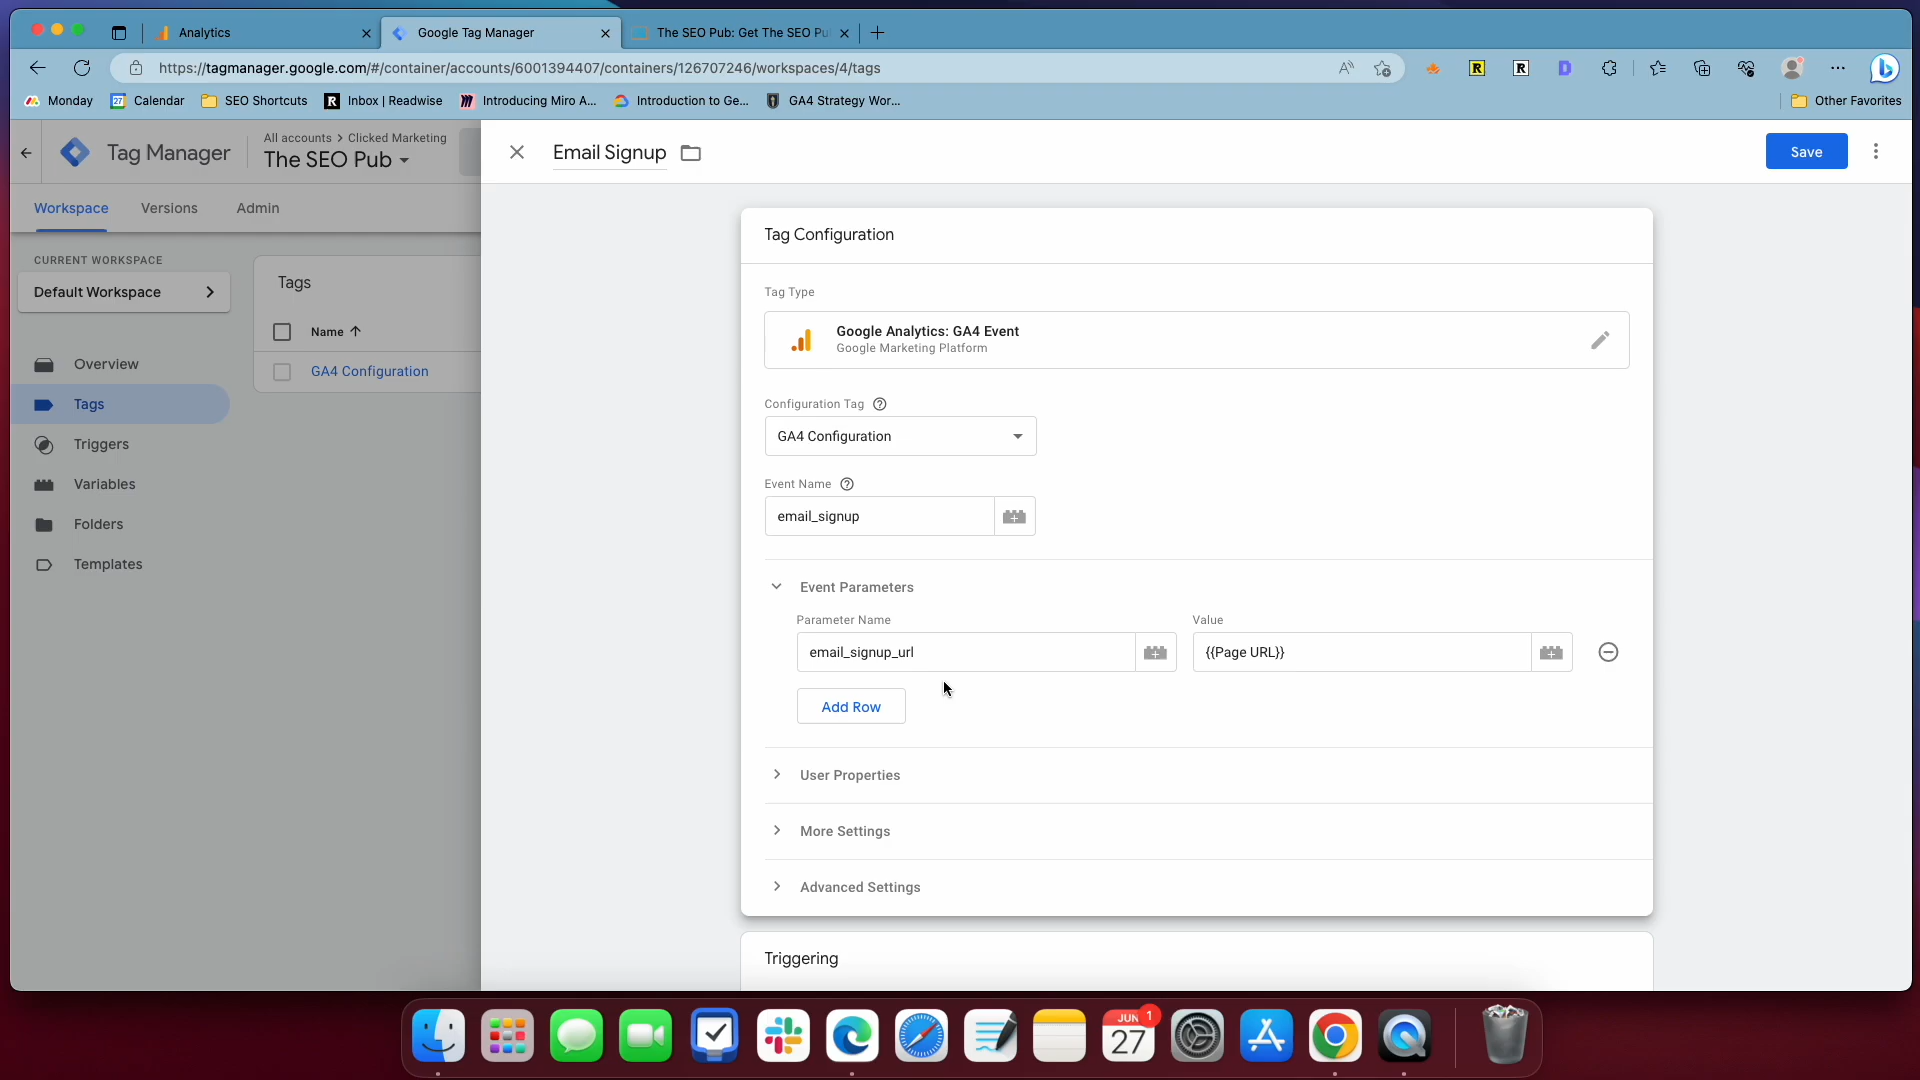 Analytics
Google Tag Manager
The SEO Pub: Get The SEO Pu
https://tagmanager.google.com/#/container/accounts/6001394407/containers/126707246/workspaces/4/tags
Monday
27 Calendar
SEO Shortcuts
R Inbox | Readwise
Introducing Miro A...
Introduction to Ge...
GA4 Strategy Wor...
Other Favorites
Tag Manager
All accounts > Clicked Marketing
The SEO Pub
Email Signup
Save
Workspace
Versions
Admin
CURRENT WORKSPACE
Default Workspace
Overview
Tags
Triggers
Variables
Folders
Templates
Tags
Name
GA4 Configuration
Tag Configuration
Tag Type
Google Analytics: GA4 Event
Google Marketing Platform
Configuration Tag
GA4 Configuration
Event Name
email_signup
Event Parameters
Parameter Name
Value
email_signup_url
{{Page URL}}
Add Row
User Properties
More Settings
Advanced Settings
Triggering
JUN
1
27